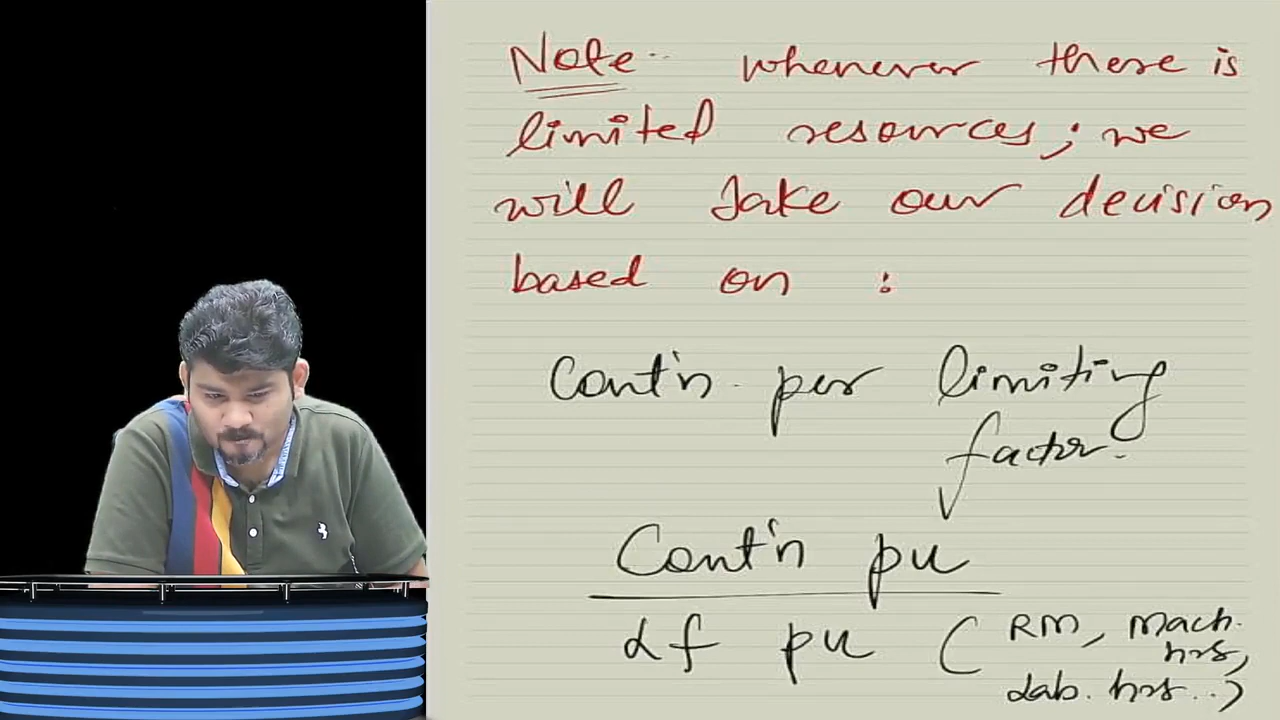 Note:- whenever there is
limited resources; we
will take our decision
based on :
Cont'n. per limiting
factor.
Cont'n pu
Lf pu (RM, Mach.
hrs,
Lab. hrs..)